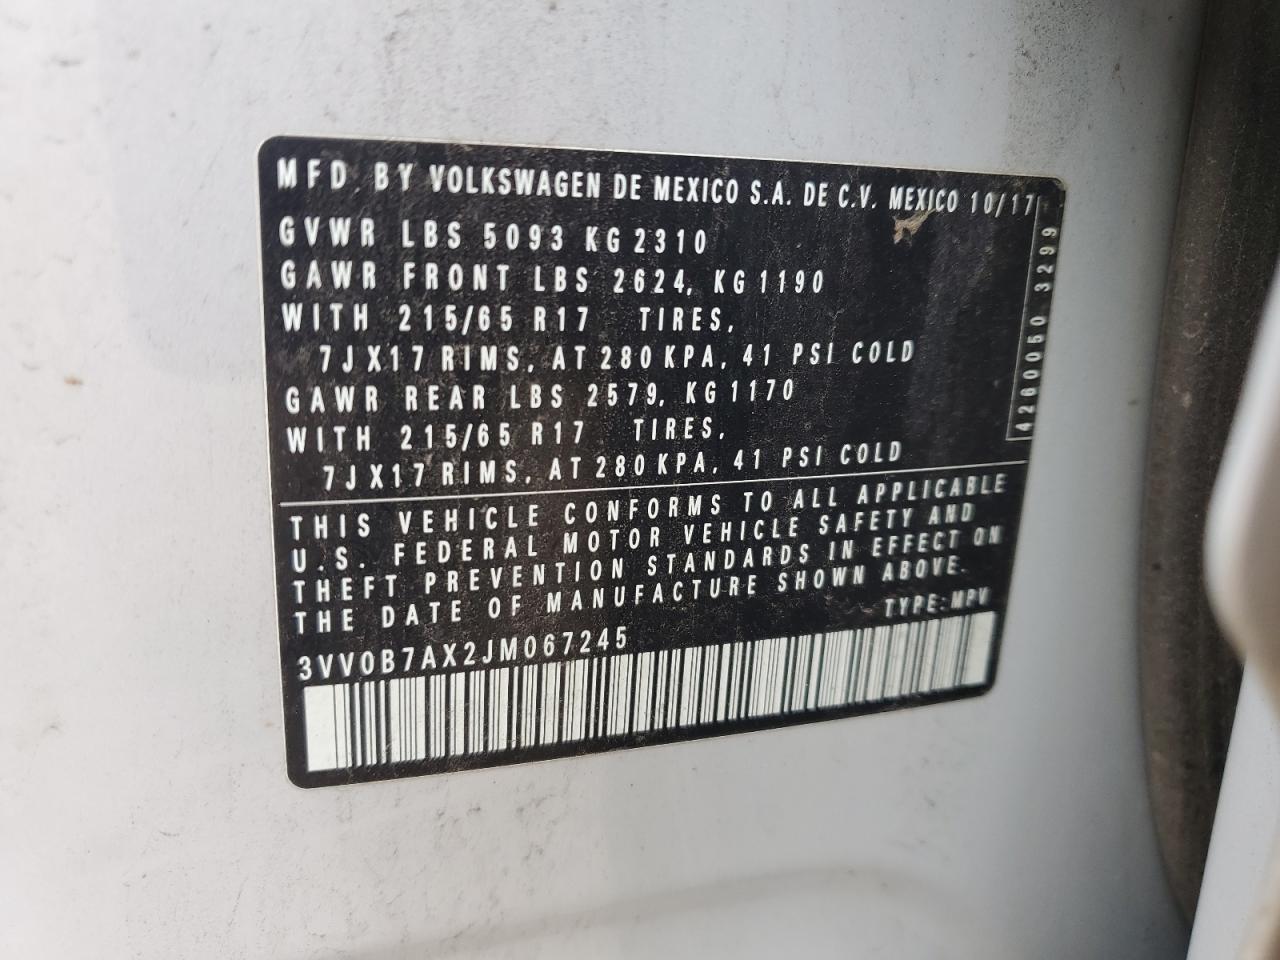 MFD. BY VOLKSWAGEN DE MEXICO S.A. DE C.V. MEXICO 10/17
GVWR LBS 5093 KG 2310
GAWR FRONT LBS 2624, KG 1190
WITH 215/65 R17 TIRES,
7JX17 RIMS, AT 280 KPA, 41 PSI COLD
GAWR REAR LBS 2579, KG 1170
WITH 215/65 R17 TIRES,
7JX17 RIMS, AT 280 KPA, 41 PSI COLD
4260050 3299
THIS VEHICLE CONFORMS TO ALL APPLICABLE
U.S. FEDERAL MOTOR VEHICLE SAFETY AND
THEFT PREVENTION STANDARDS IN EFFECT ON
THE DATE OF MANUFACTURE SHOWN ABOVE.
3VV0B7AX2JM067245 TYPE: MPV